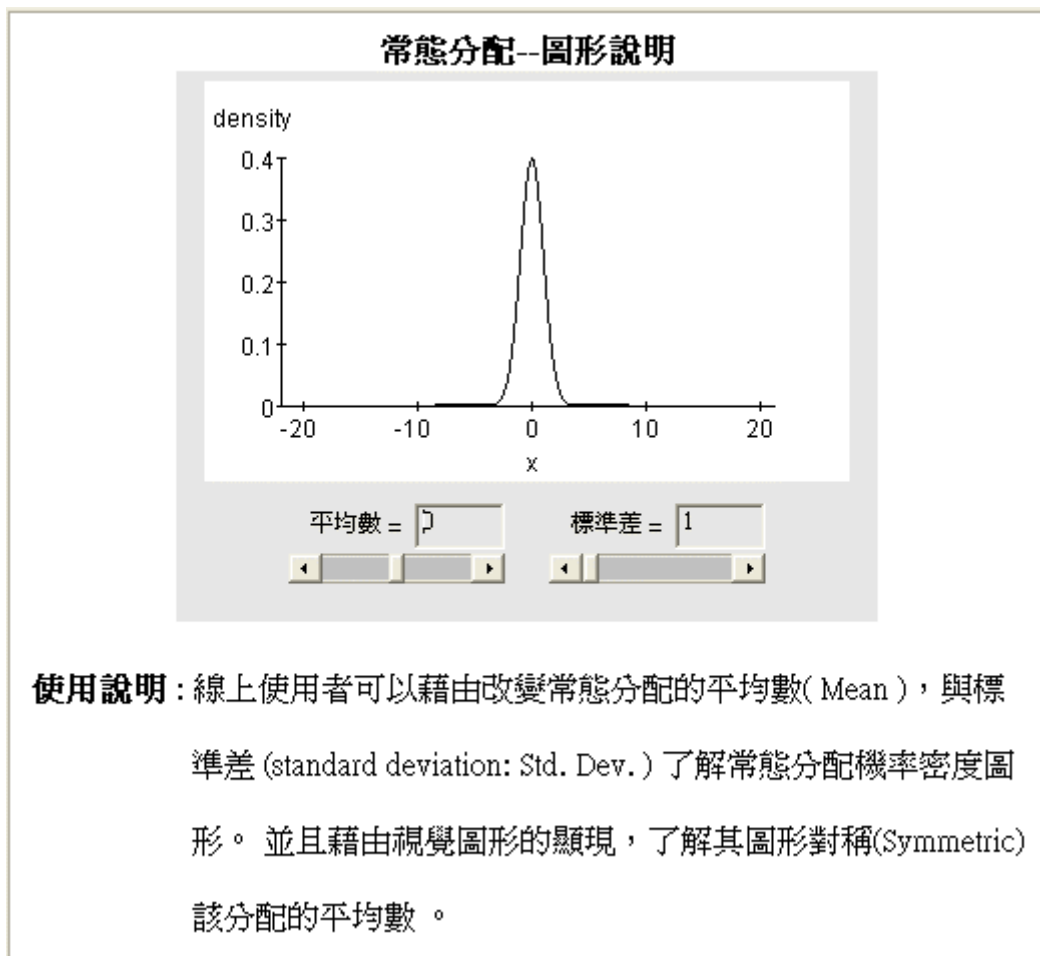 常態分配--圖形說明
density
0.4
0.3
0.2
0.1
0
-20 -10 0 10 20
x
平均數 = 標準差 = 1
使用說明 : 線上使用者可以藉由改變常態分配的平均數( Mean )，與標
準差 (standard deviation: Std. Dev. ) 了解常態分配機率密度圖
形。 並且藉由視覺圖形的顯現，了解其圖形對稱(Symmetric)
該分配的平均數 。